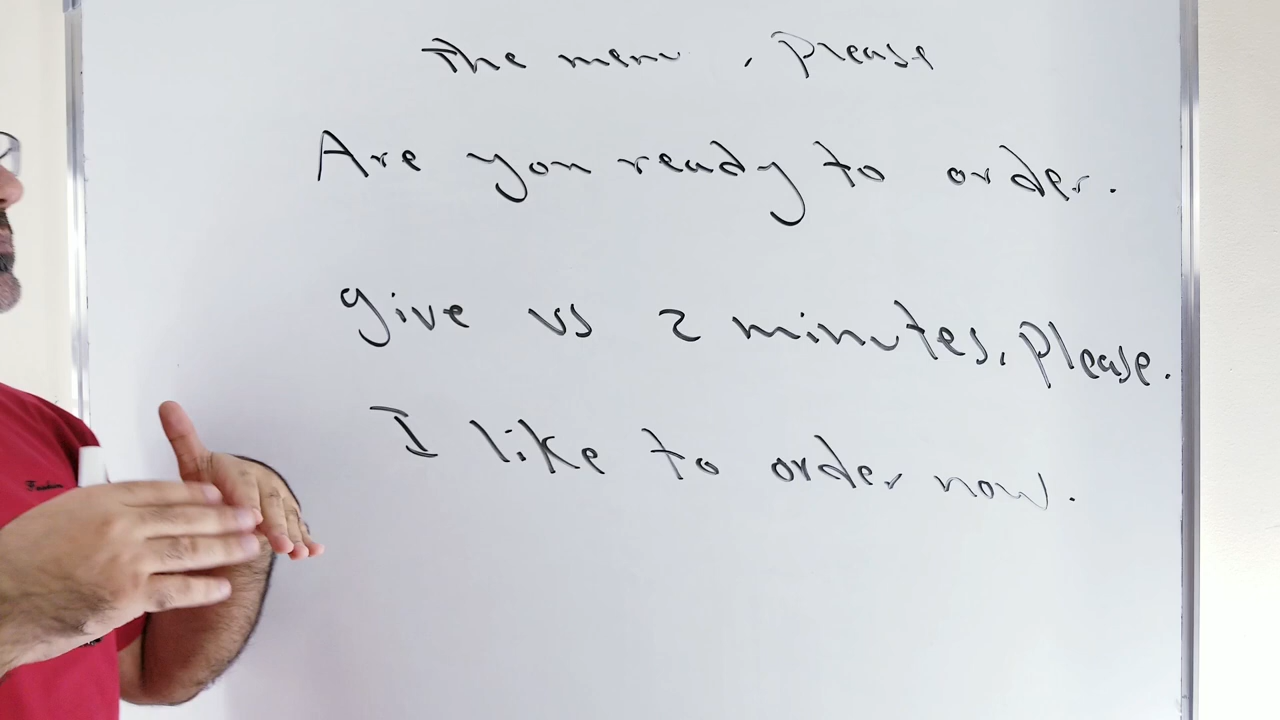 The menu, please
Are you ready to order.
give us 2 minutes, please.
I like to order now.